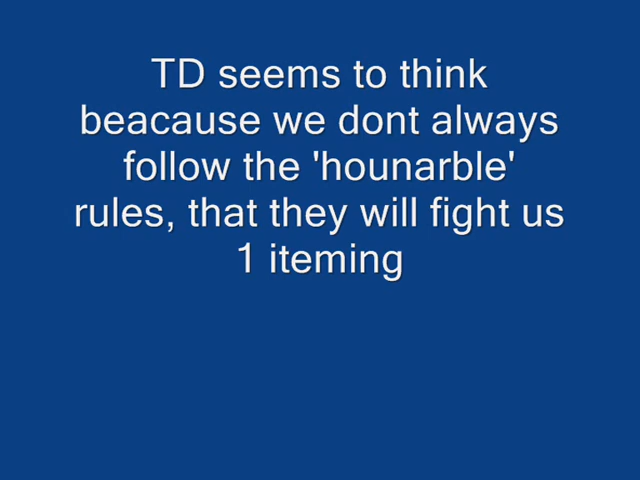 TD seems to think
beacause we dont always
follow the 'hounarble'
rules, that they will fight us
1 iteming